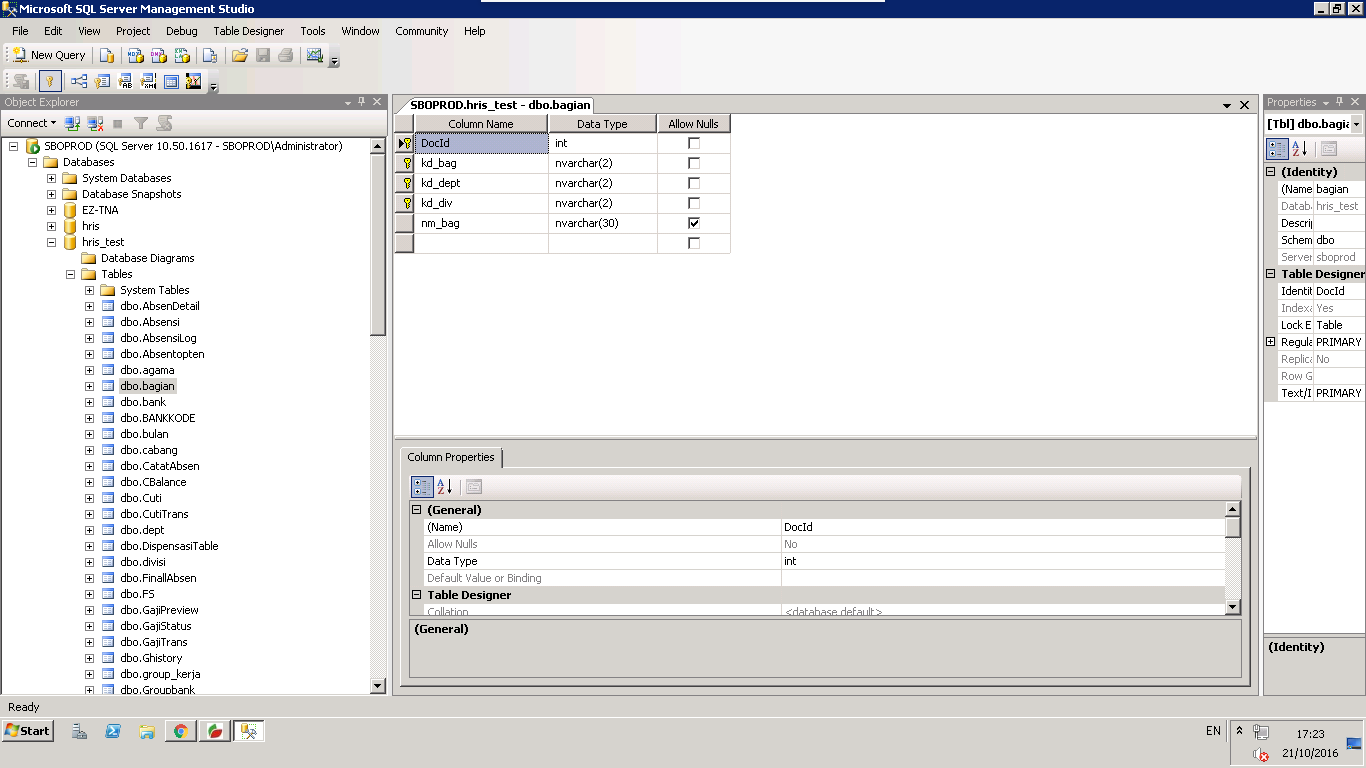 Microsoft SQL Server Management Studio
File Edit View Project Debug Table Designer Tools Window Community Help
New Query
Object Explorer
Connect
SBOPROD (SQL Server 10.50.1617 - SBOPROD\Administrator)
Databases
System Databases
Database Snapshots
EZ-TNA
hris
hris_test
Database Diagrams
Tables
System Tables
dbo.AbsenDetail
dbo.Absensi
dbo.AbsensiLog
dbo.Absentopten
dbo.agama
dbo.bagian
dbo.bank
dbo.BANKKODE
dbo.bulan
dbo.cabang
dbo.CatatAbsen
dbo.CBalance
dbo.Cuti
dbo.CutiTrans
dbo.dept
dbo.DispensasiTable
dbo.divisi
dbo.FinalAbsen
dbo.FS
dbo.GajiPreview
dbo.GajiStatus
dbo.GajiTrans
dbo.Ghistory
dbo.group_kerja
dbo.Groupbank
SBOPROD.hris_test - dbo.bagian
Column Name Data Type Allow Nulls
DocId int
kd_bag nvarchar(2)
kd_dept nvarchar(2)
kd_div nvarchar(2)
nm_bag nvarchar(30)
Column Properties
(General)
(Name) DocId
Allow Nulls No
Data Type int
Default Value or Binding
Table Designer
Collation <database default>
(General)
Properties
[Tbl] dbo.bagia
(Identity)
(Name bagian
Datab hris_test
Descrip
Schem dbo
Server sboprod
Table Designer
Identit DocId
Indexa Yes
Lock E Table
Regula PRIMARY
Replica No
Row G
Text/I PRIMARY
(Identity)
Ready
Start
EN
17:23
21/10/2016